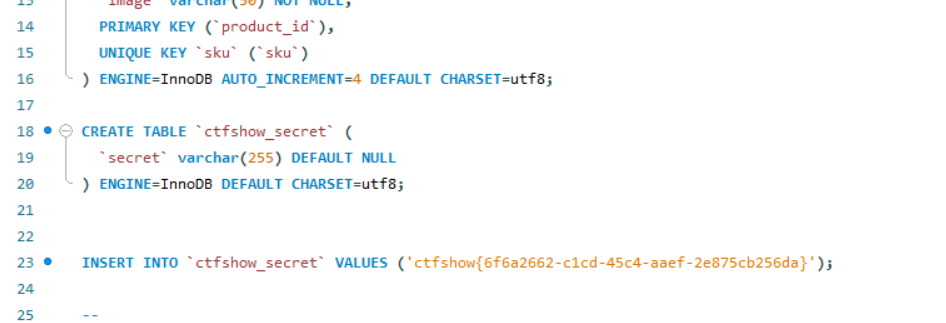 15 `image` varchar(50) NOT NULL,
14 PRIMARY KEY (`product_id`),
15 UNIQUE KEY `sku` (`sku`)
16 ) ENGINE=InnoDB AUTO_INCREMENT=4 DEFAULT CHARSET=utf8;
17
18 CREATE TABLE `ctfshow_secret` (
19 `secret` varchar(255) DEFAULT NULL
20 ) ENGINE=InnoDB DEFAULT CHARSET=utf8;
21
22
23 INSERT INTO `ctfshow_secret` VALUES ('ctfshow{6f6a2662-c1cd-45c4-aaef-2e875cb256da}');
24
25 --